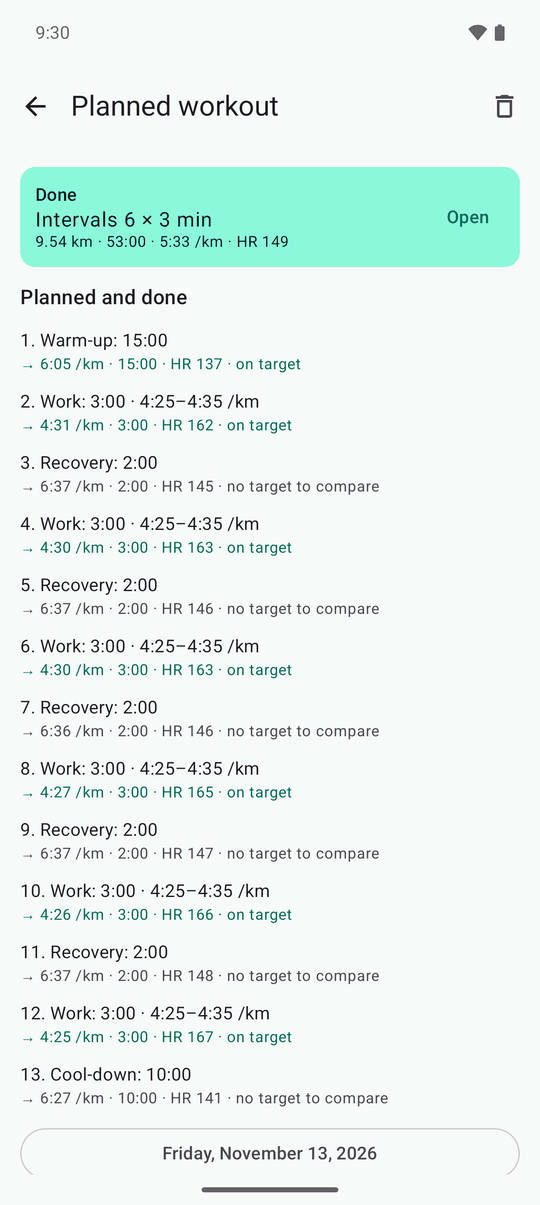 9:30
Planned workout
Done
Intervals 6 × 3 min
9.54 km · 53:00 · 5:33 /km · HR 149
Open
Planned and done
1. Warm-up: 15:00
→ 6:05 /km · 15:00 · HR 137 · on target
2. Work: 3:00 · 4:25–4:35 /km
→ 4:31 /km · 3:00 · HR 162 · on target
3. Recovery: 2:00
→ 6:37 /km · 2:00 · HR 145 · no target to compare
4. Work: 3:00 · 4:25–4:35 /km
→ 4:30 /km · 3:00 · HR 163 · on target
5. Recovery: 2:00
→ 6:37 /km · 2:00 · HR 146 · no target to compare
6. Work: 3:00 · 4:25–4:35 /km
→ 4:30 /km · 3:00 · HR 163 · on target
7. Recovery: 2:00
→ 6:36 /km · 2:00 · HR 146 · no target to compare
8. Work: 3:00 · 4:25–4:35 /km
→ 4:27 /km · 3:00 · HR 165 · on target
9. Recovery: 2:00
→ 6:37 /km · 2:00 · HR 147 · no target to compare
10. Work: 3:00 · 4:25–4:35 /km
→ 4:26 /km · 3:00 · HR 166 · on target
11. Recovery: 2:00
→ 6:37 /km · 2:00 · HR 148 · no target to compare
12. Work: 3:00 · 4:25–4:35 /km
→ 4:25 /km · 3:00 · HR 167 · on target
13. Cool-down: 10:00
→ 6:27 /km · 10:00 · HR 141 · no target to compare
Friday, November 13, 2026